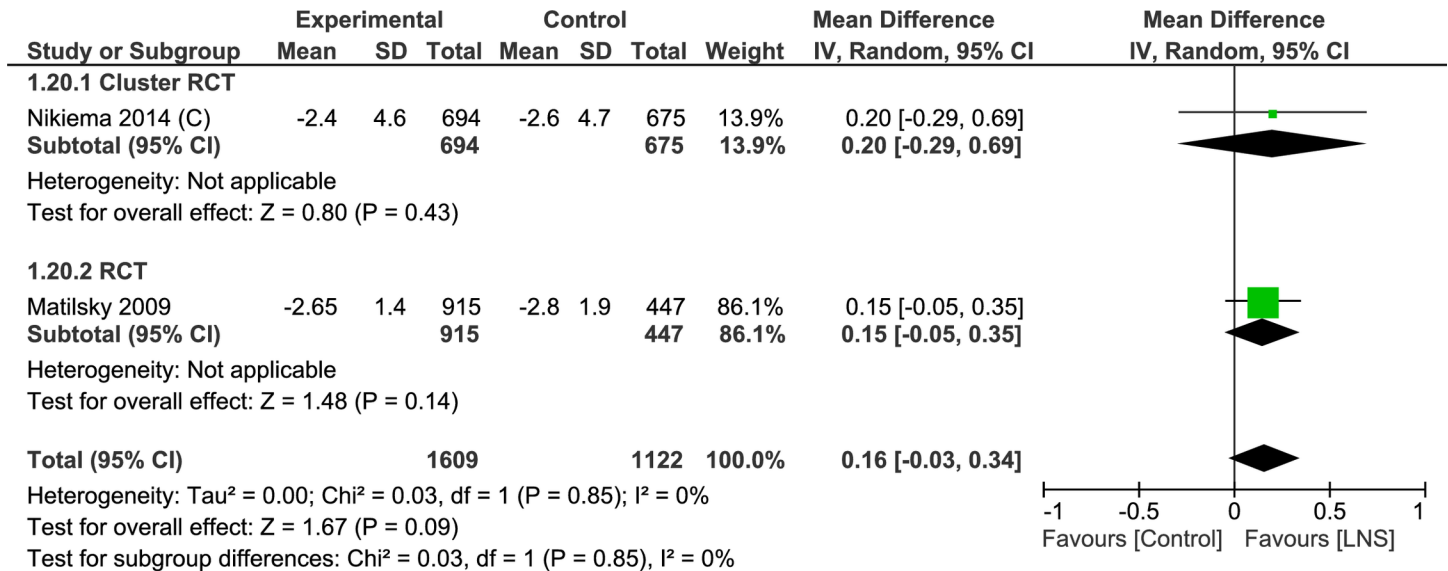 Experimental Control Mean Difference Mean Difference
Study or Subgroup Mean SD Total Mean SD Total Weight IV, Random, 95% CI IV, Random, 95% CI
1.20.1 Cluster RCT
Nikiema 2014 (C) -2.4 4.6 694 -2.6 4.7 675 13.9% 0.20 [-0.29, 0.69]
Subtotal (95% CI) 694 675 13.9% 0.20 [-0.29, 0.69]
Heterogeneity: Not applicable
Test for overall effect: Z = 0.80 (P = 0.43)
1.20.2 RCT
Matilsky 2009 -2.65 1.4 915 -2.8 1.9 447 86.1% 0.15 [-0.05, 0.35]
Subtotal (95% CI) 915 447 86.1% 0.15 [-0.05, 0.35]
Heterogeneity: Not applicable
Test for overall effect: Z = 1.48 (P = 0.14)
Total (95% CI) 1609 1122 100.0% 0.16 [-0.03, 0.34]
Heterogeneity: Tau² = 0.00; Chi² = 0.03, df = 1 (P = 0.85); I² = 0%
Test for overall effect: Z = 1.67 (P = 0.09)
Test for subgroup differences: Chi² = 0.03, df = 1 (P = 0.85), I² = 0%
-1 -0.5 0 0.5 1
Favours [Control] Favours [LNS]